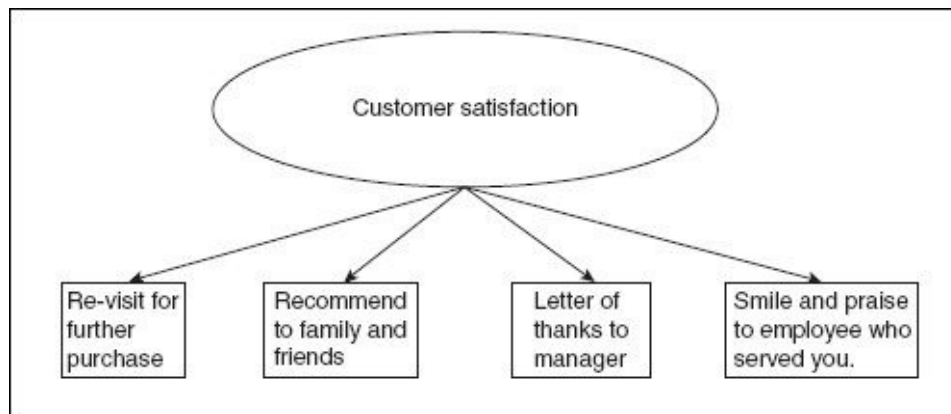 Customer satisfaction
Re-visit for
further
purchase
Recommend
to family and
friends
Letter of
thanks to
manager
Smile and praise
to employee who
served you.